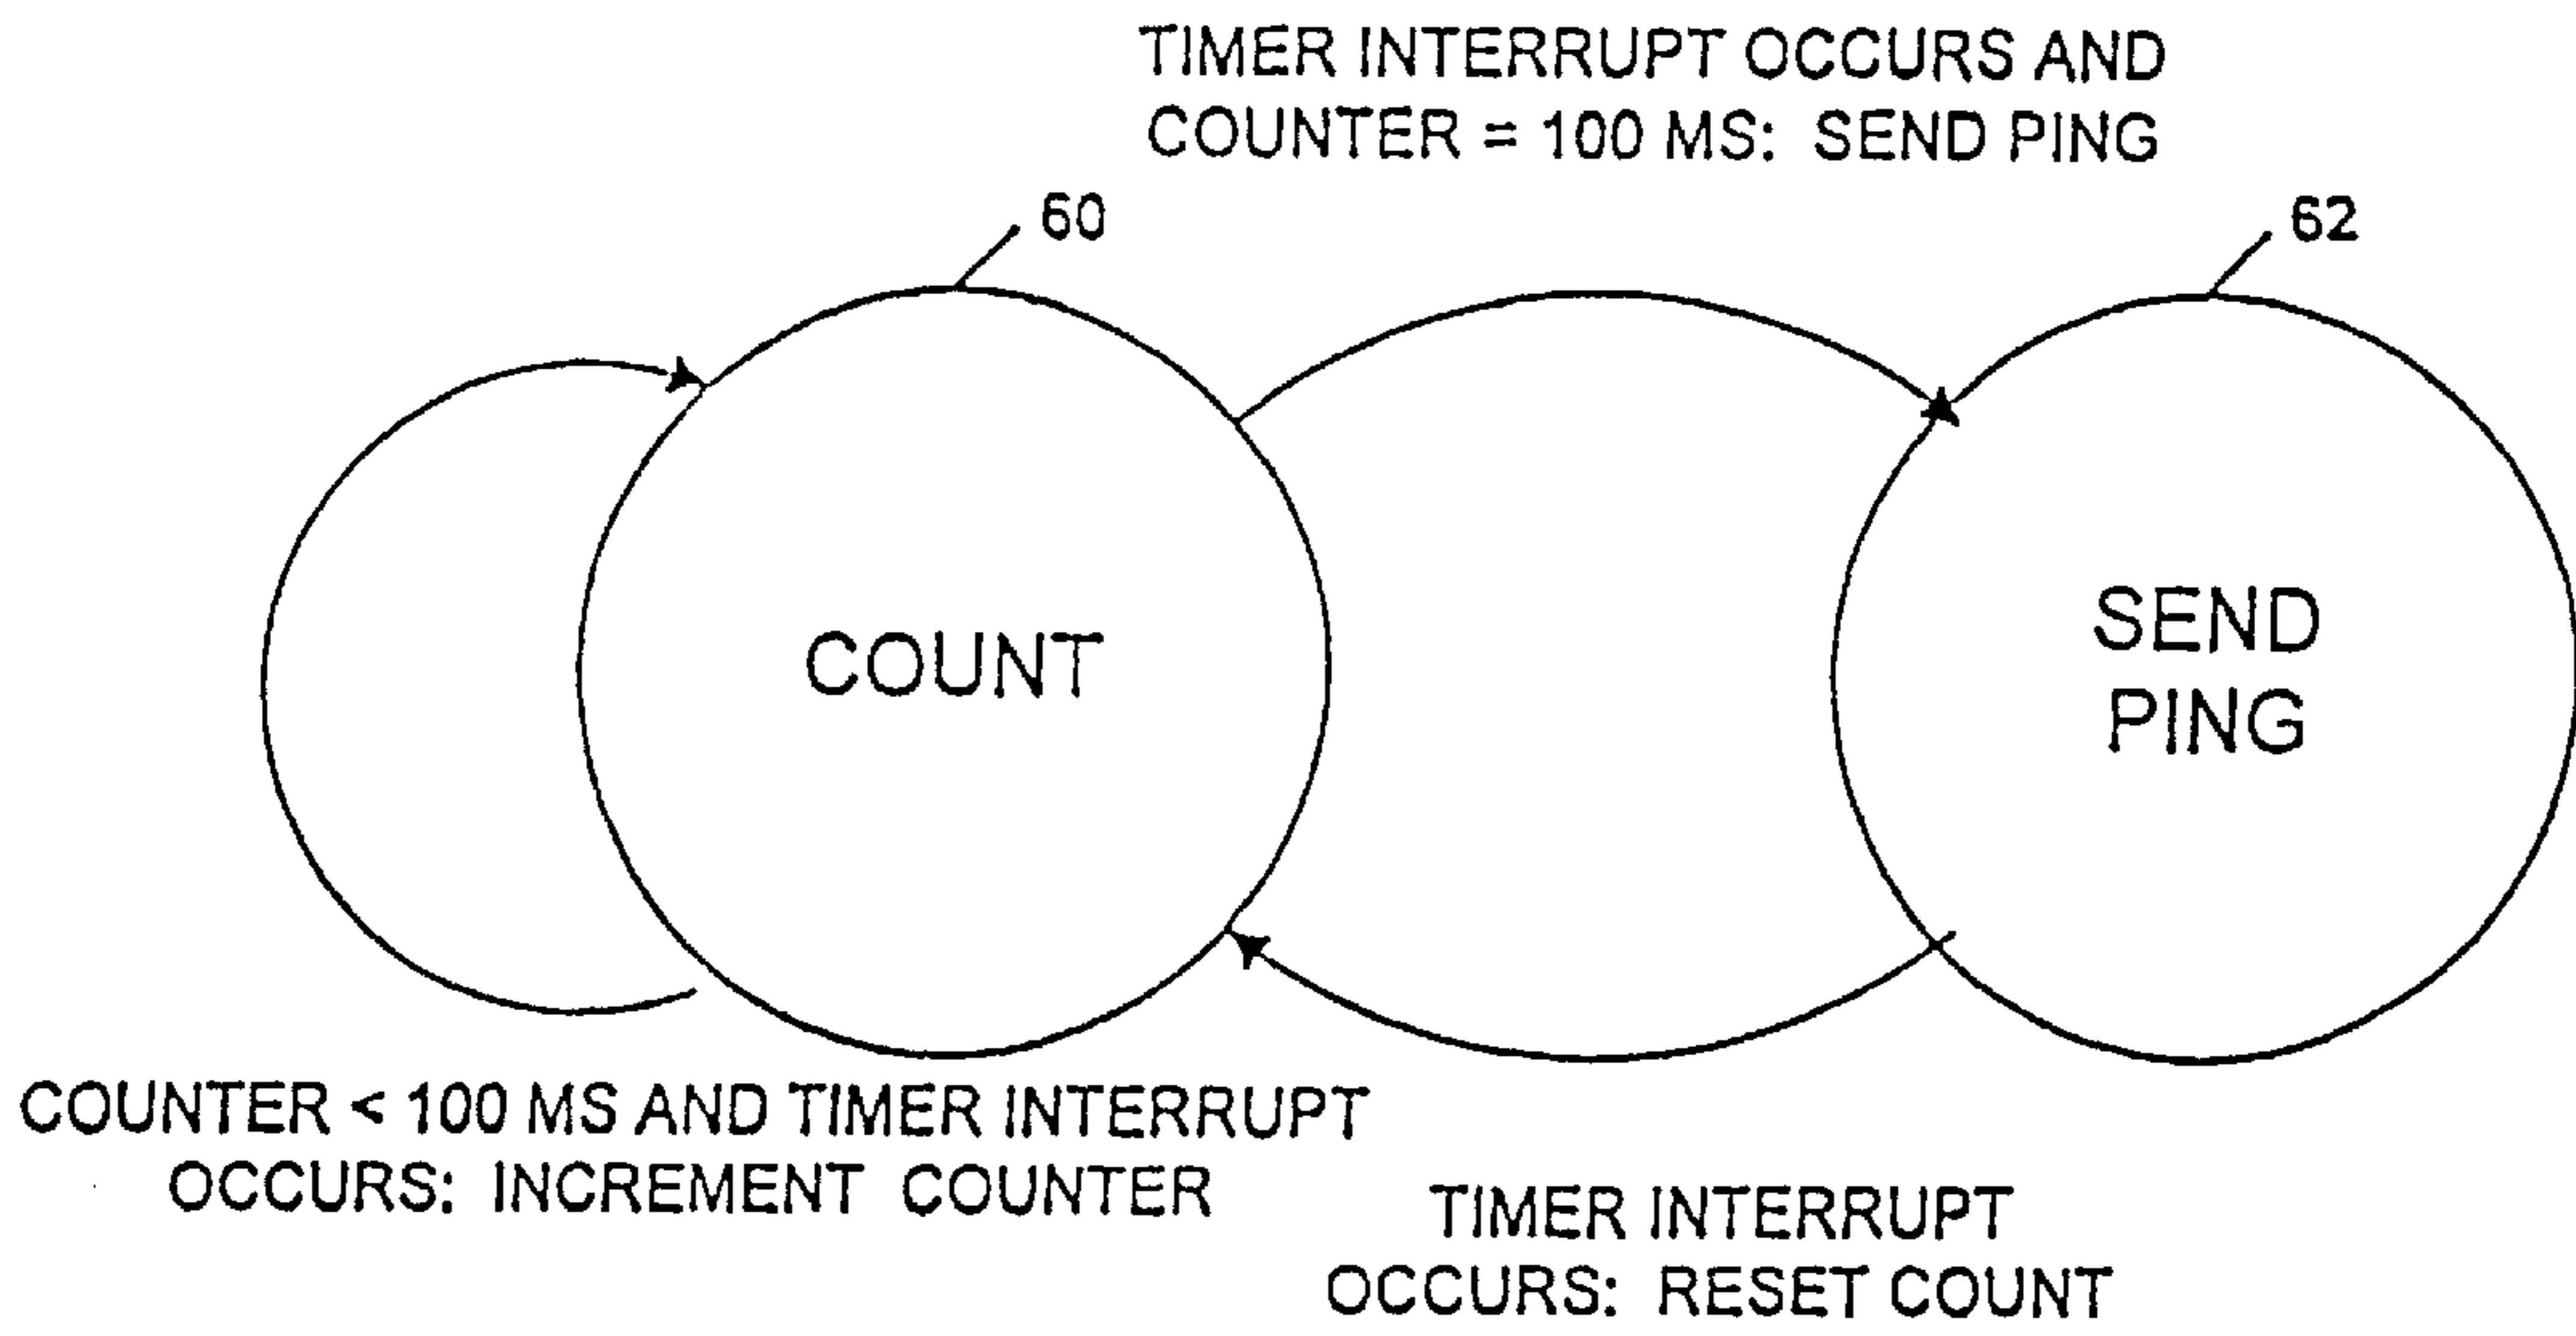 TIMER INTERRUPT OCCURS AND
COUNTER = 100 MS: SEND PING
60
62
COUNT
SEND
PING
COUNTER < 100 MS AND TIMER INTERRUPT
OCCURS: INCREMENT COUNTER
TIMER INTERRUPT
OCCURS: RESET COUNT